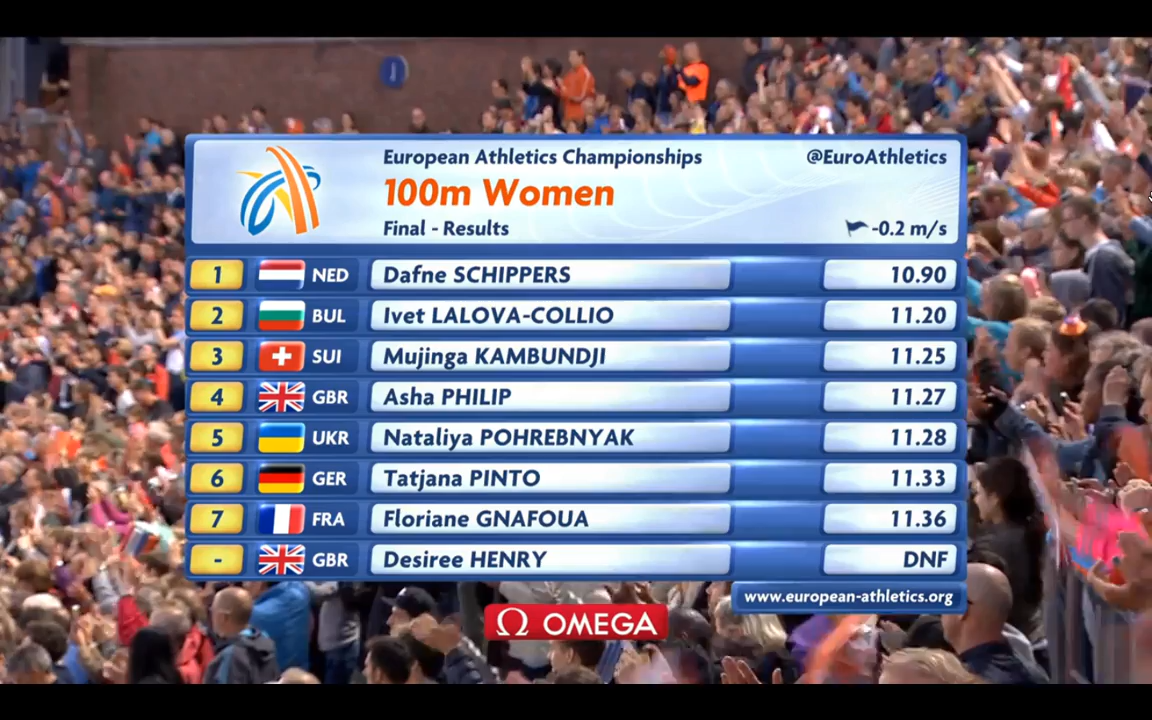 European Athletics Championships @EuroAthletics
100m Women
Final - Results -0.2 m/s
1 NED Dafne SCHIPPERS 10.90
2 BUL Ivet LALOVA-COLLIO 11.20
3 SUI Mujinga KAMBUNDJI 11.25
4 GBR Asha PHILIP 11.27
5 UKR Nataliya POHREBNYAK 11.28
6 GER Tatjana PINTO 11.33
7 FRA Floriane GNAFOUA 11.36
- GBR Desiree HENRY DNF
www.european-athletics.org
Ω OMEGA